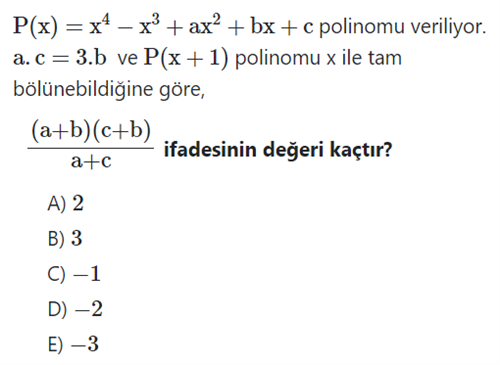 P(x) = x⁴ − x³ + ax² + bx + c polinomu veriliyor.
a. c = 3.b ve P(x + 1) polinomu x ile tam
bölünebildiğine göre,
(a+b)(c+b)
a+c
ifadesinin değeri kaçtır?
A) 2
B) 3
C) −1
D) −2
E) −3